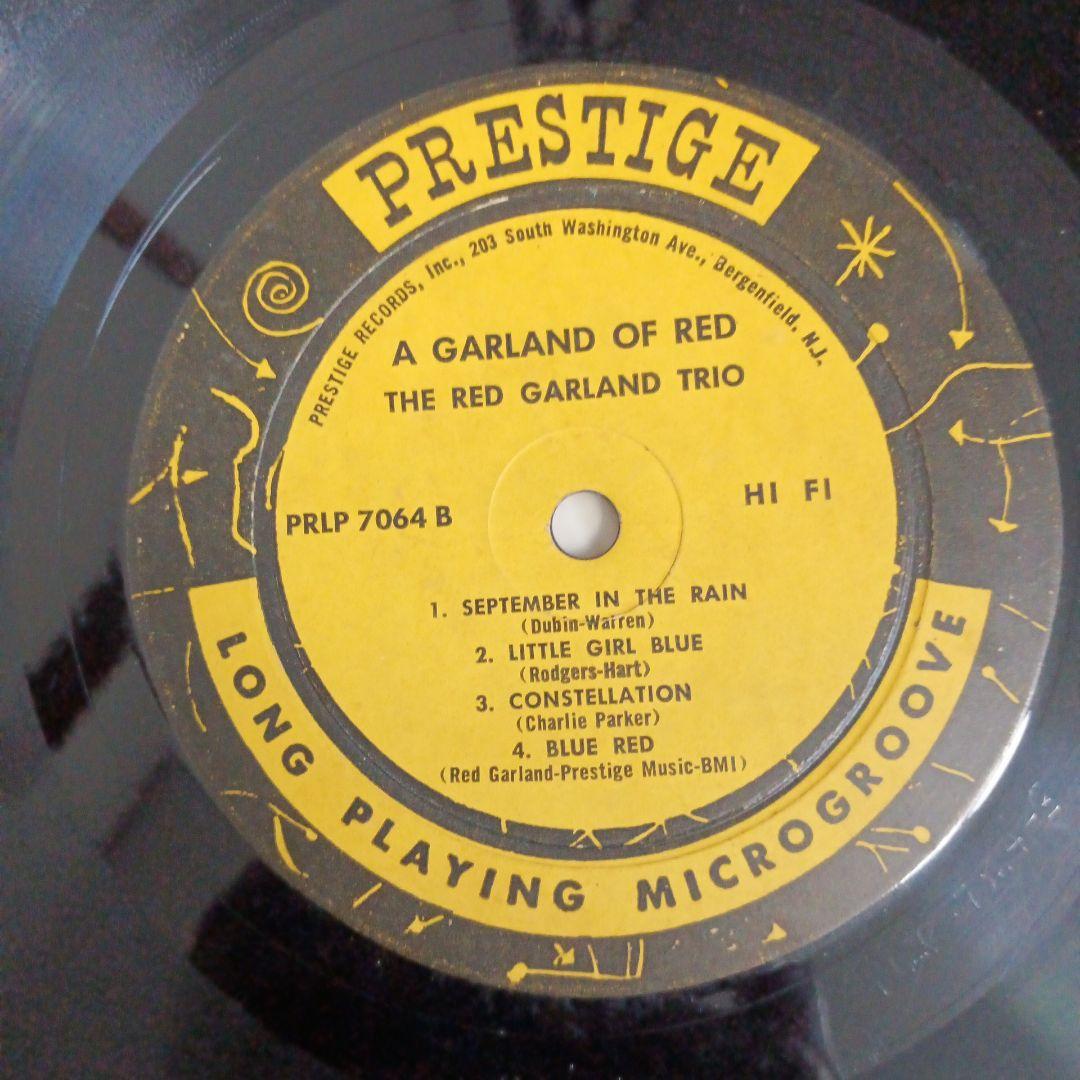 PRESTIGE
PRESTIGE RECORDS, Inc., 203 South Washington Ave., Bergenfield, N.J.
A GARLAND OF RED
THE RED GARLAND TRIO
PRLP 7064 B
HI FI
1. SEPTEMBER IN THE RAIN
(Dubin-Warren)
2. LITTLE GIRL BLUE
(Rodgers-Hart)
3. CONSTELLATION
(Charlie Parker)
4. BLUE RED
(Red Garland-Prestige Music-BMI)
LONG PLAYING MICROGROOVE